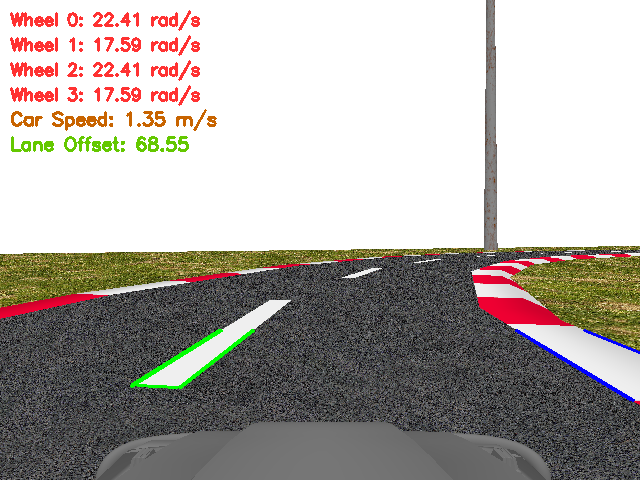 Wheel 0: 22.41 rad/s
Wheel 1: 17.59 rad/s
Wheel 2: 22.41 rad/s
Wheel 3: 17.59 rad/s
Car Speed: 1.35 m/s
Lane Offset: 68.55